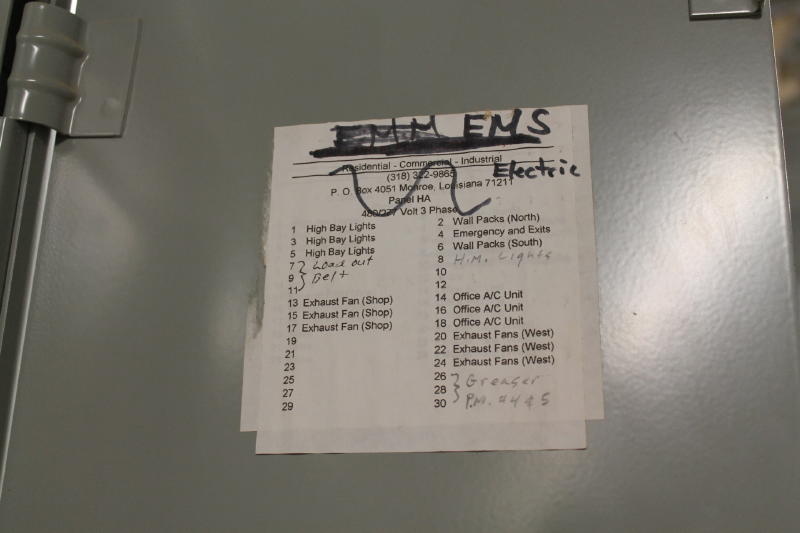 EMM EMS
Residential - Commercial - Industrial
Electric
(318) 322-9865
P. O. Box 4051 Monroe, Louisiana 71211
Panel HA
480/277 Volt 3 Phase
1 High Bay Lights 2 Wall Packs (North)
3 High Bay Lights 4 Emergency and Exits
5 High Bay Lights 6 Wall Packs (South)
7 Load out 8 H.M. Lights
9 Belt 10
11 12
13 Exhaust Fan (Shop) 14 Office A/C Unit
15 Exhaust Fan (Shop) 16 Office A/C Unit
17 Exhaust Fan (Shop) 18 Office A/C Unit
19 20 Exhaust Fans (West)
21 22 Exhaust Fans (West)
23 24 Exhaust Fans (West)
25 26 Greaser
27 28 P.M. #4 & 5
29 30